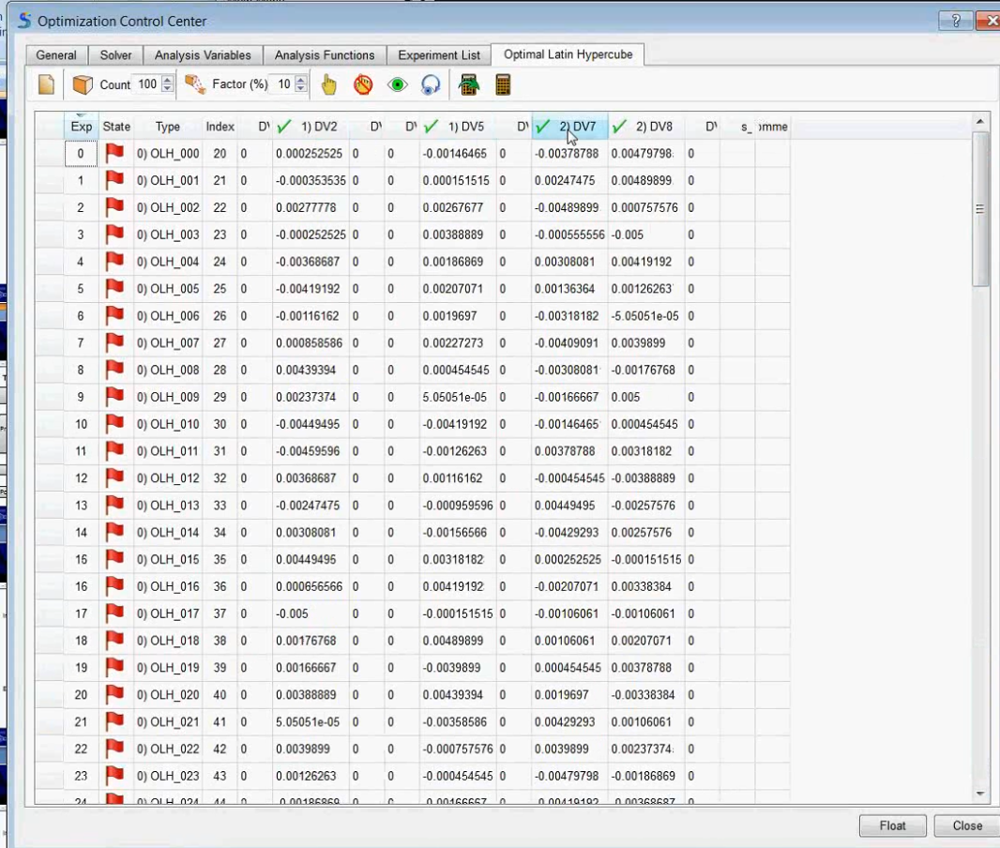 Optimization Control Center
General Solver Analysis Variables Analysis Functions Experiment List Optimal Latin Hypercube
Count 100 Factor (%) 10
Exp State Type Index 1) DV2 1) DV5 2) DV7 2) DV8 s_ omme
0 0) OLH_000 20 0 0.000252525 0 0 -0.00146465 0 -0.00378788 0.00479798 0
1 0) OLH_001 21 0 -0.000353535 0 0 0.000151515 0 0.00247475 0.00489899 0
2 0) OLH_002 22 0 0.00277778 0 0 0.00267677 0 -0.00489899 0.000757576 0
3 0) OLH_003 23 0 -0.000252525 0 0 0.00388889 0 -0.000555556 -0.005 0
4 0) OLH_004 24 0 -0.00368687 0 0 0.00186869 0 0.00308081 0.00419192 0
5 0) OLH_005 25 0 -0.00419192 0 0 0.00207071 0 0.00136364 0.00126263 0
6 0) OLH_006 26 0 -0.00116162 0 0 0.0019697 0 -0.00318182 -5.05051e-05 0
7 0) OLH_007 27 0 0.000858586 0 0 0.00227273 0 -0.00409091 0.0039899 0
8 0) OLH_008 28 0 0.00439394 0 0 0.000454545 0 -0.00308081 -0.00176768 0
9 0) OLH_009 29 0 0.00237374 0 0 5.05051e-05 0 -0.00166667 0.005 0
10 0) OLH_010 30 0 -0.00449495 0 0 -0.00419192 0 -0.00146465 0.000454545 0
11 0) OLH_011 31 0 -0.00459596 0 0 -0.00126263 0 0.00378788 0.00318182 0
12 0) OLH_012 32 0 0.00368687 0 0 0.00116162 0 -0.000454545 -0.00388889 0
13 0) OLH_013 33 0 -0.00247475 0 0 -0.000959596 0 0.00449495 -0.00257576 0
14 0) OLH_014 34 0 0.00308081 0 0 -0.00156566 0 -0.00429293 0.00257576 0
16 0) OLH_015 35 0 0.00449495 0 0 0.00318182 0 0.000252525 -0.000151515 0
16 0) OLH_016 36 0 0.000656566 0 0 0.00419192 0 -0.00207071 0.00338384 0
17 0) OLH_017 37 0 -0.005 0 0 -0.000151515 0 -0.00106061 -0.00106061 0
18 0) OLH_018 38 0 0.00176768 0 0 0.00489899 0 0.00106061 0.00207071 0
19 0) OLH_019 39 0 0.00166667 0 0 -0.0039899 0 0.000454545 0.00378788 0
20 0) OLH_020 40 0 0.00388889 0 0 0.00439394 0 0.0019697 -0.00338384 0
21 0) OLH_021 41 0 5.05051e-05 0 0 -0.00358586 0 0.00429293 0.00106061 0
22 0) OLH_022 42 0 0.0039899 0 0 -0.000757576 0 0.0039899 0.00237374 0
23 0) OLH_023 43 0 0.00126263 0 0 -0.000454545 0 -0.00479798 -0.00186869 0
Float Close